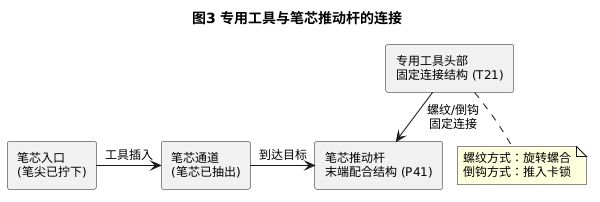 图3 专用工具与笔芯推动杆的连接
专用工具头部
固定连接结构 (T21)
螺纹/倒钩
固定连接
笔芯入口
(笔尖已拧下)
工具插入
笔芯通道
(笔芯已抽出)
到达目标
笔芯推动杆
末端配合结构 (P41)
螺纹方式：旋转螺合
倒钩方式：推入卡锁